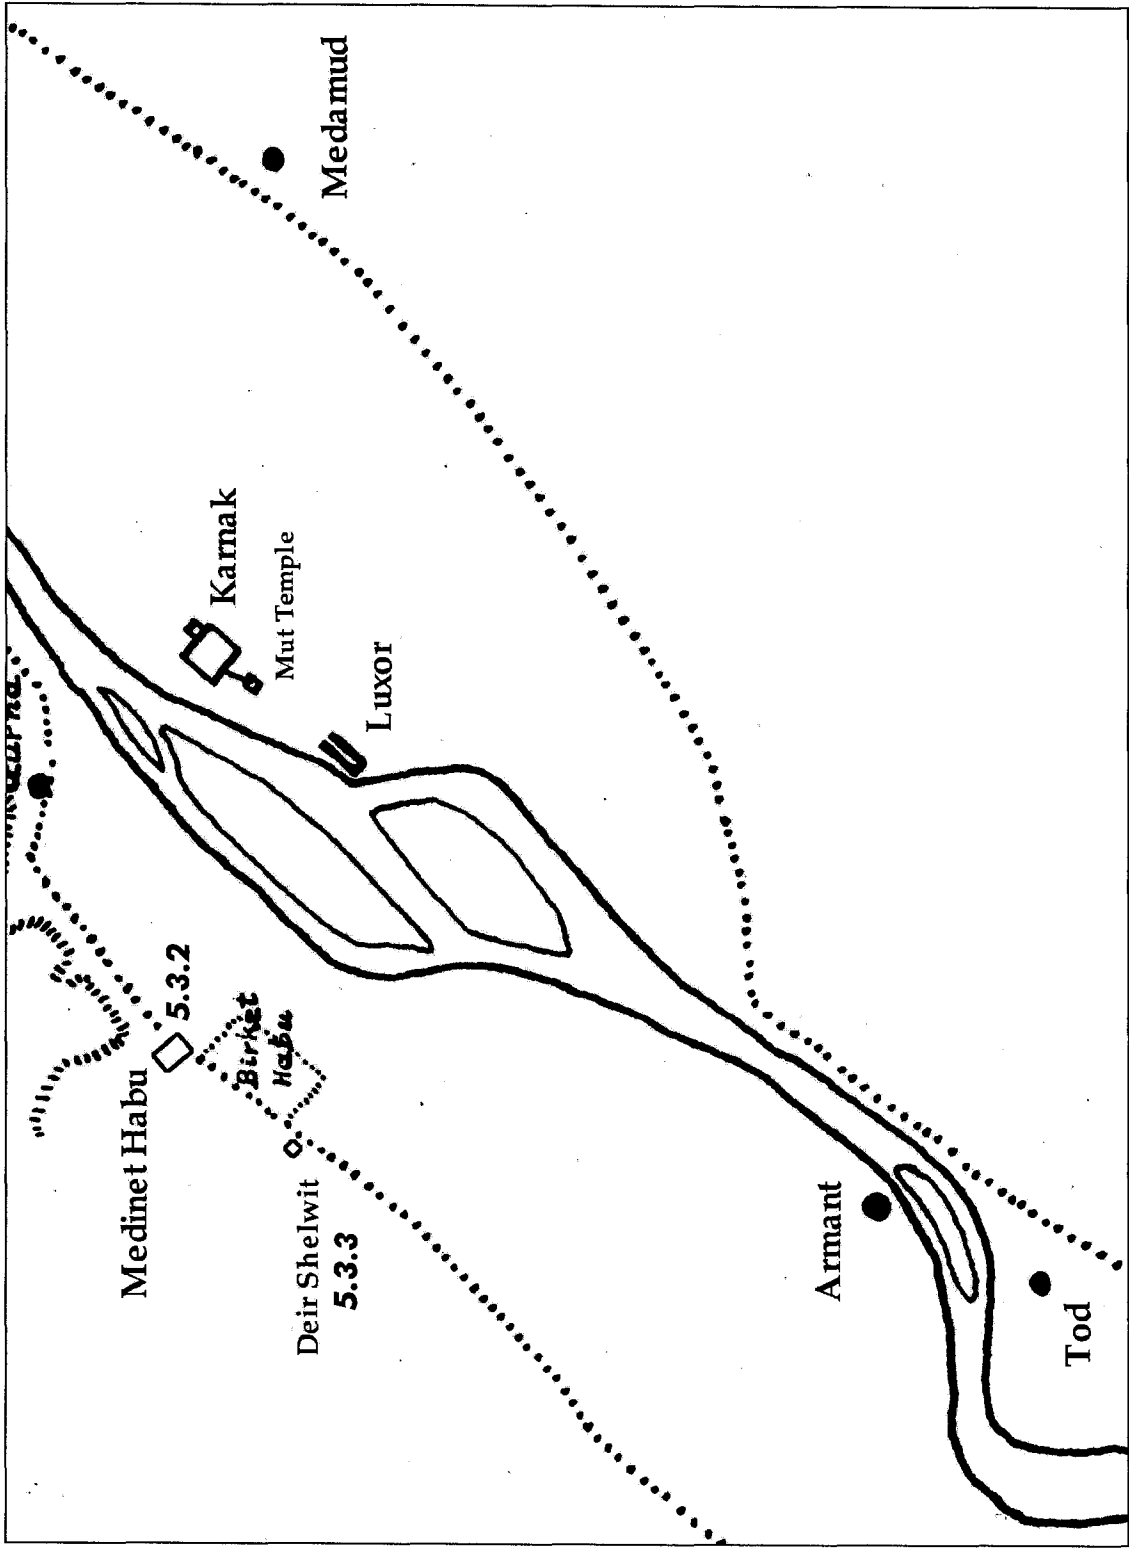 Medamud
Karnak
Mut Temple
Luxor
5.3.2
Birket
Habu
Medinet Habu
Deir Shelwit
5.3.3
Armant
Tod